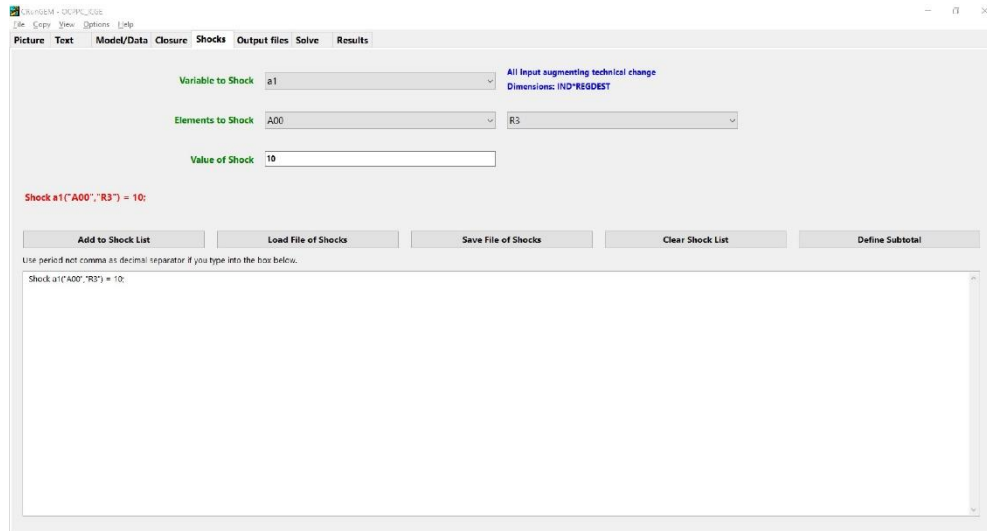 CRunGEM - OCPPC_ICGE
File Copy View Options Help
Picture Text Model/Data Closure Shocks Output files Solve Results
Variable to Shock a1
All input augmenting technical change
Dimensions: IND*REGDEST
Elements to Shock A00 R3
Value of Shock 10
Shock a1("A00","R3") = 10;
Add to Shock List Load File of Shocks Save File of Shocks Clear Shock List Define Subtotal
Use period not comma as decimal separator if you type into the box below.
Shock a1("A00","R3") = 10;